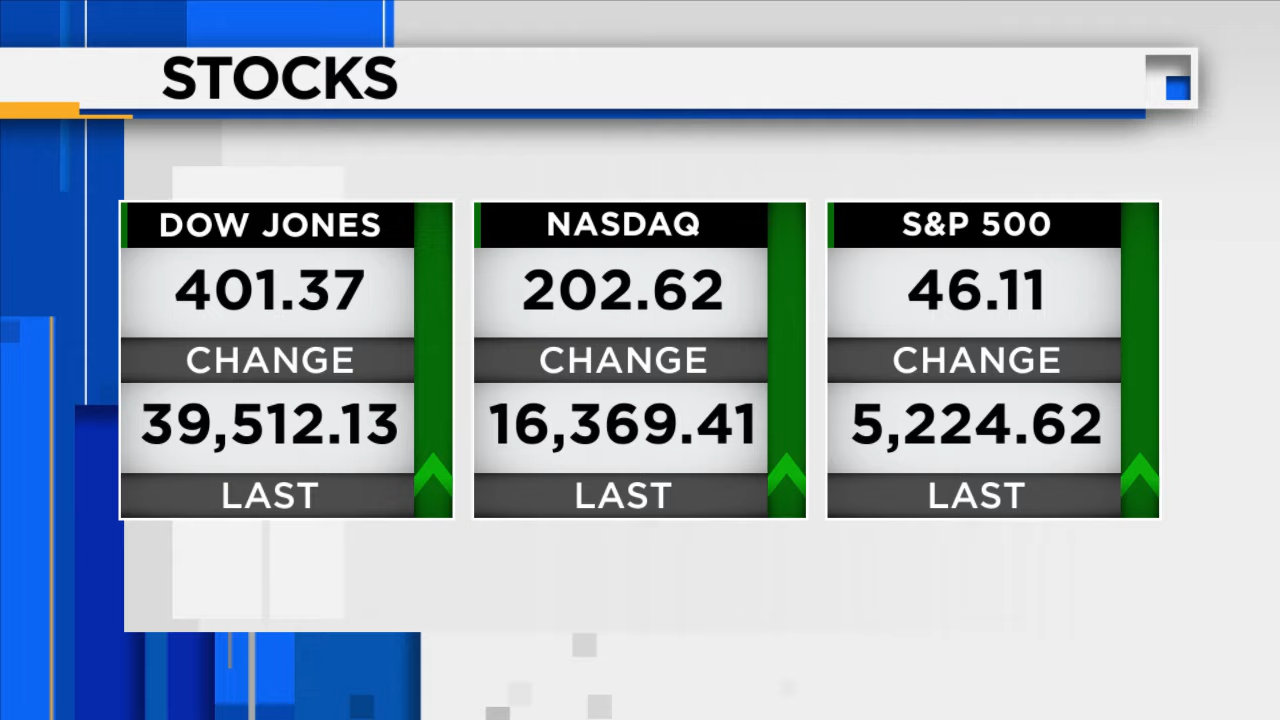 STOCKS
DOW JONES
401.37
CHANGE
39,512.13
LAST
NASDAQ
202.62
CHANGE
16,369.41
LAST
S&P 500
46.11
CHANGE
5,224.62
LAST